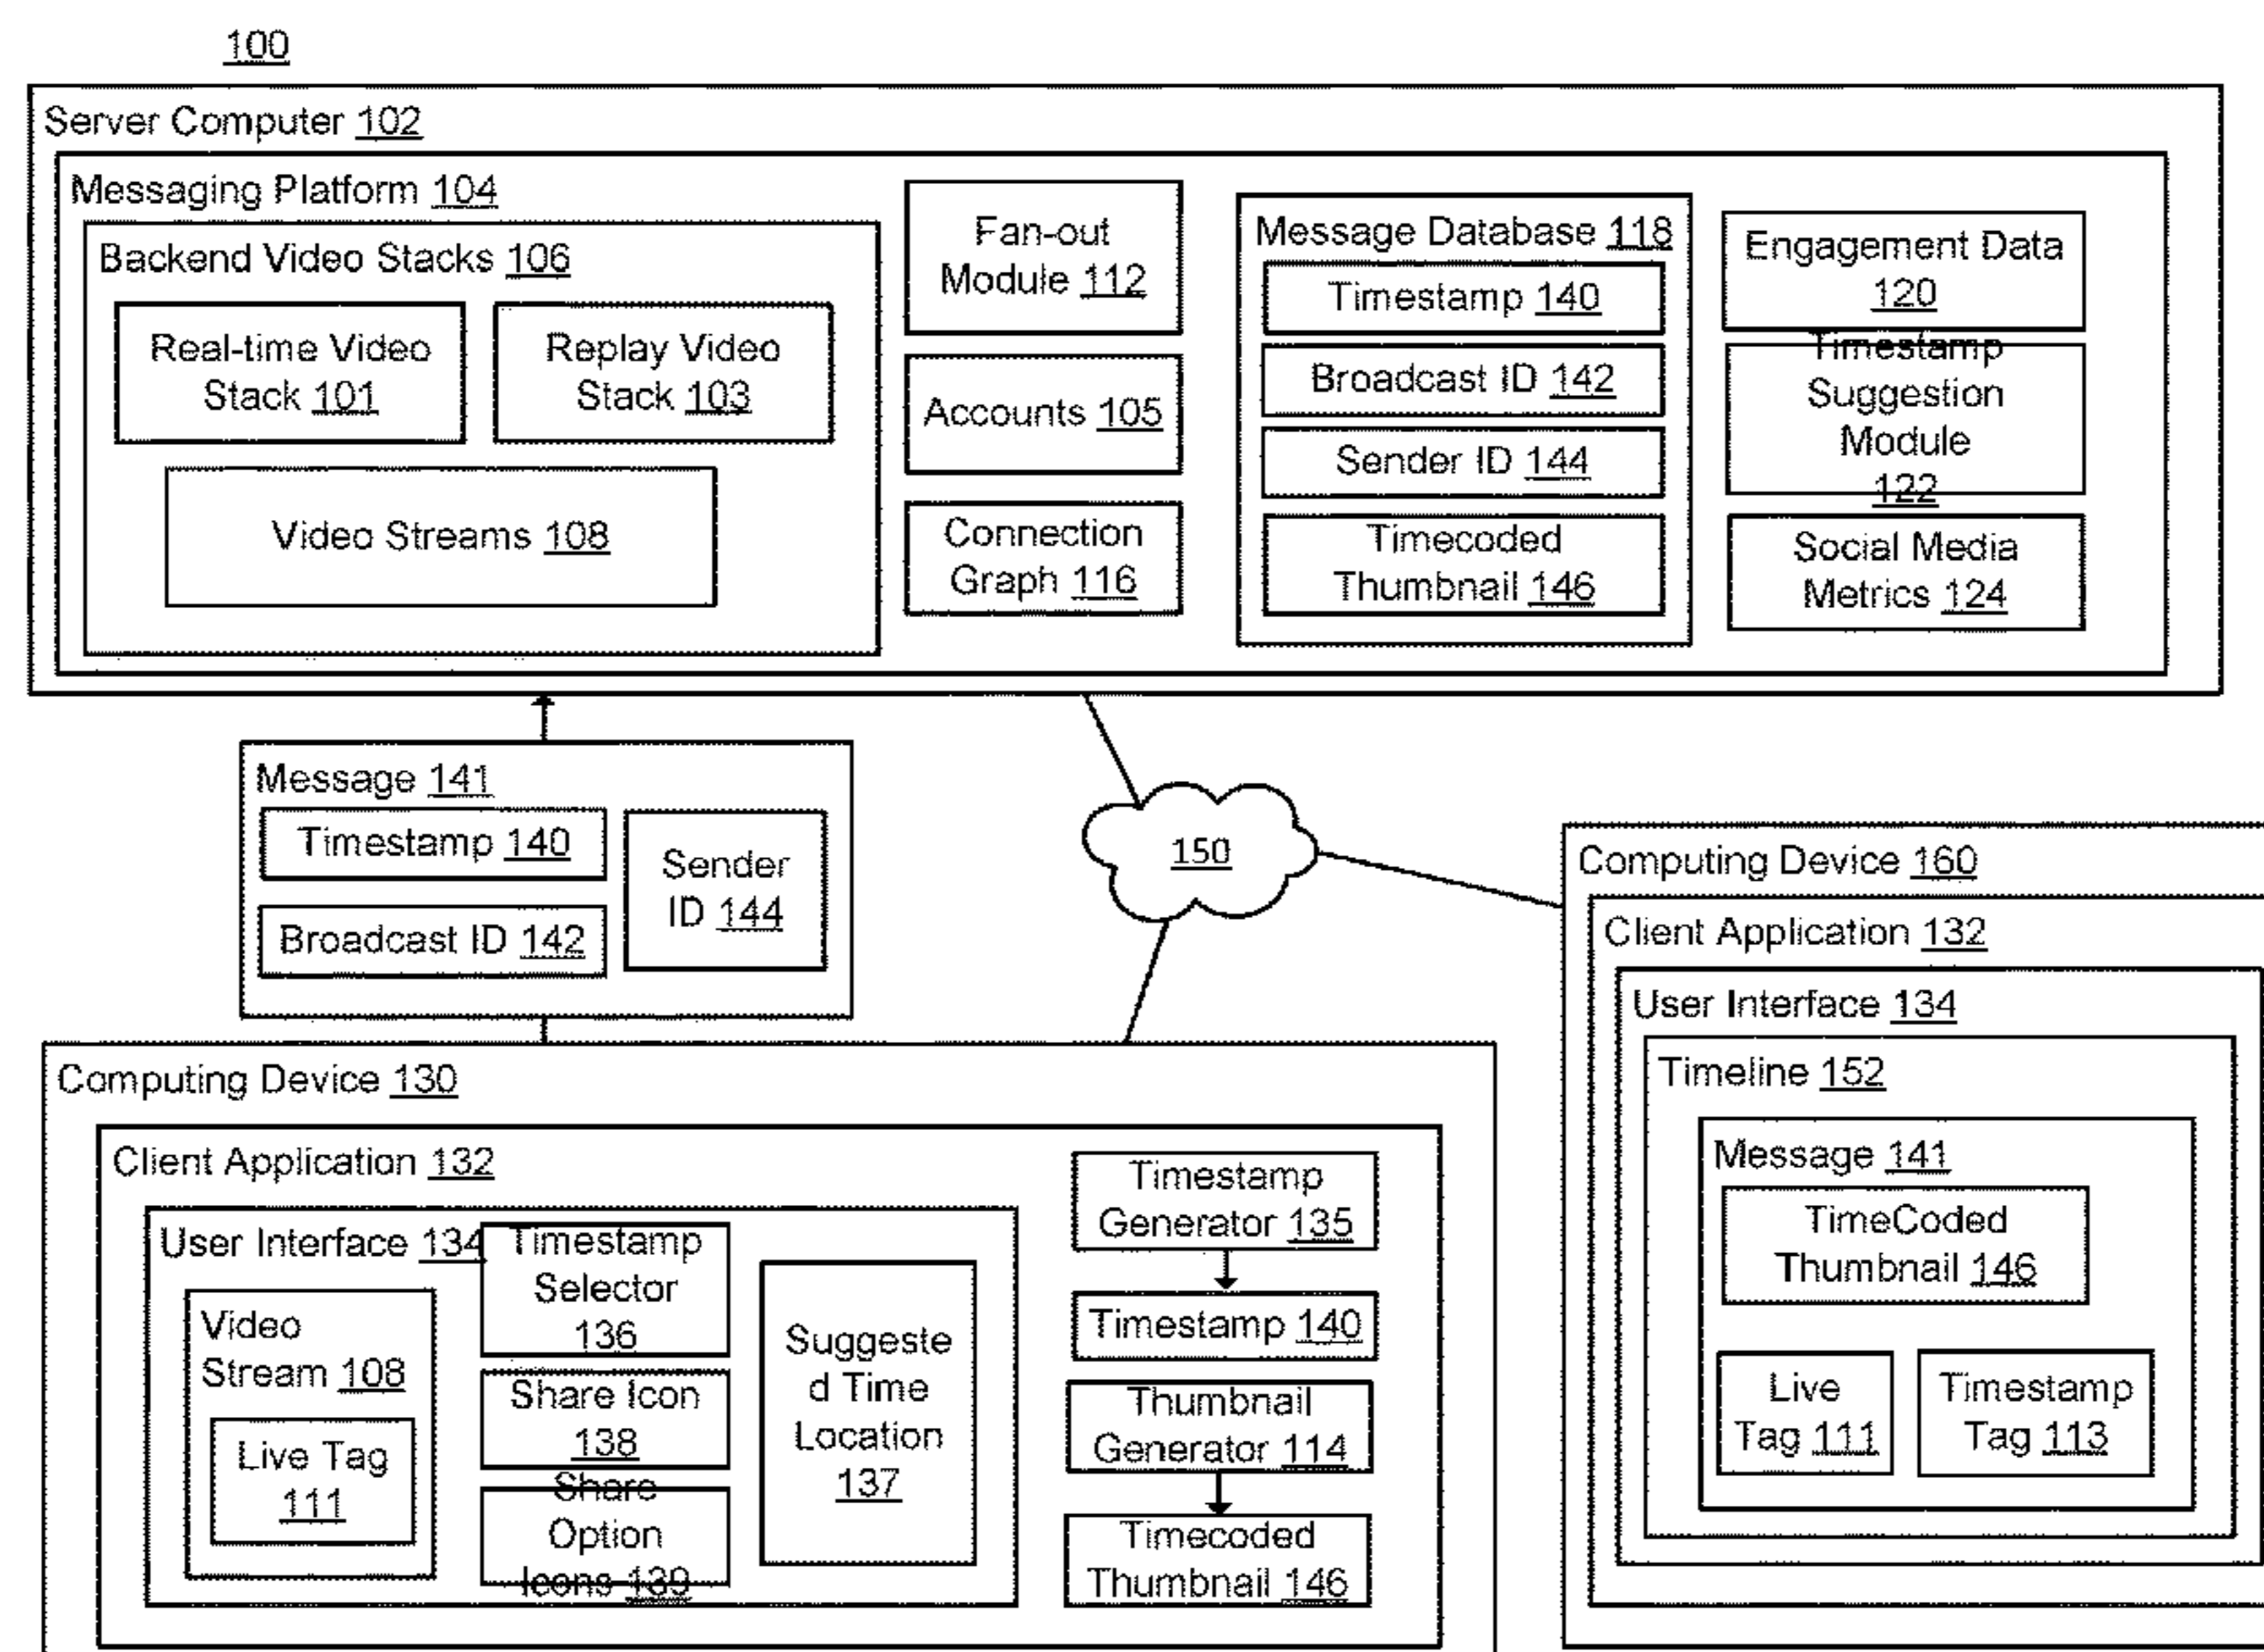 100
Server Computer 102
Messaging Platform 104
Backend Video Stacks 106
Real-time Video
Stack 101
Replay Video
Stack 103
Video Streams 108
Fan-out
Module 112
Accounts 105
Connection
Graph 116
Message Database 118
Timestamp 140
Broadcast ID 142
Sender ID 144
Timecoded
Thumbnail 146
Engagement Data
120
Timestamp
Suggestion
Module
122
Social Media
Metrics 124
Message 141
Timestamp 140
Broadcast ID 142
Sender
ID 144
150
Computing Device 130
Client Application 132
User Interface 134
Video
Stream 108
Live Tag
111
Timestamp
Selector
136
Share Icon
138
Share
Option
Icons 139
Suggeste
d Time
Location
137
Timestamp
Generator 135
Timestamp 140
Thumbnail
Generator 114
Timecoded
Thumbnail 146
Computing Device 160
Client Application 132
User Interface 134
Timeline 152
Message 141
TimeCoded
Thumbnail 146
Live
Tag 111
Timestamp
Tag 113